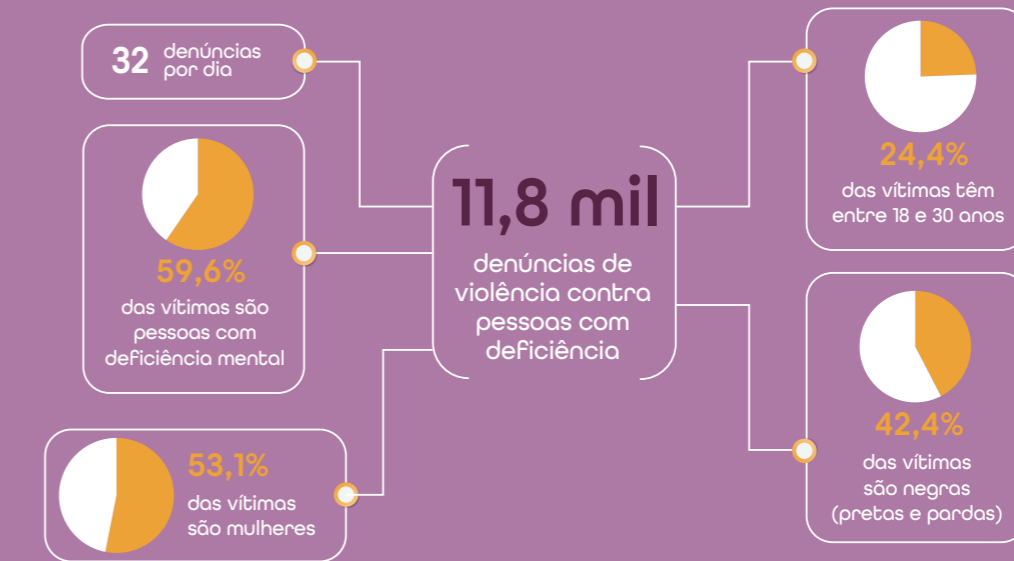 32 denúncias
por dia
59,6%
das vítimas são
pessoas com
deficiência mental
53,1%
das vítimas
são mulheres
11,8 mil
denúncias de
violência contra
pessoas com
deficiência
24,4%
das vítimas têm
entre 18 e 30 anos
42,4%
das vítimas
são negras
(pretas e pardas)